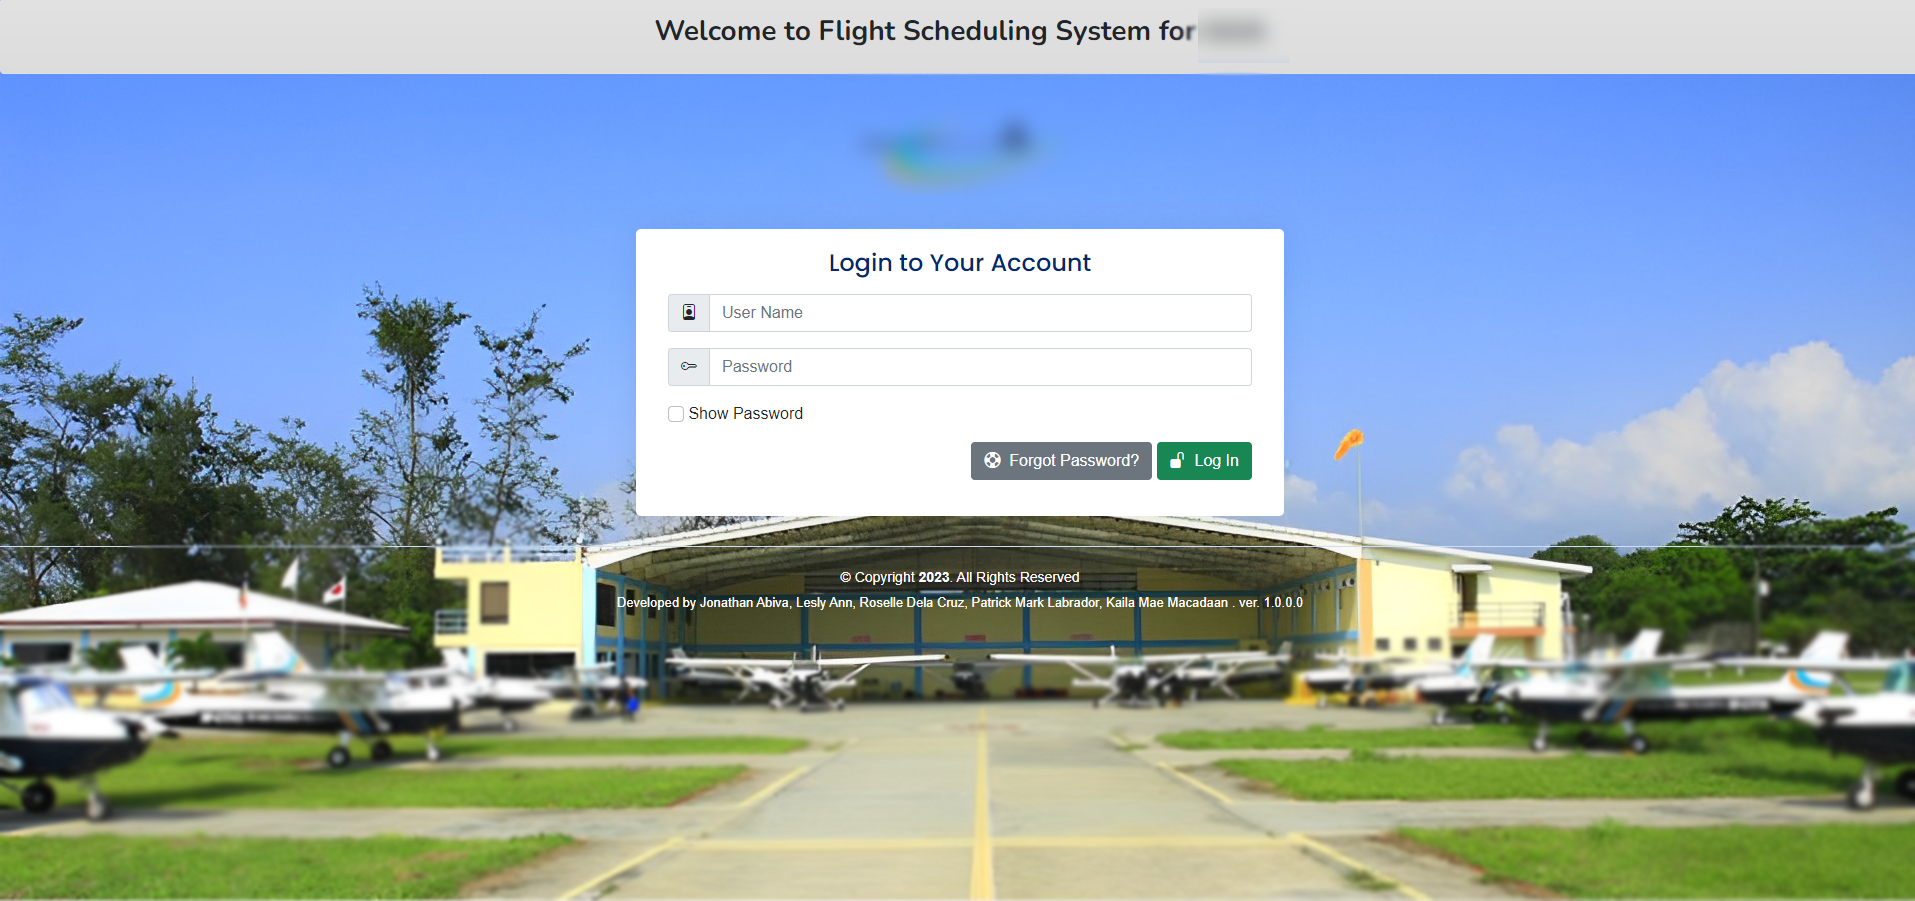 Welcome to Flight Scheduling System for
Login to Your Account
User Name
Password
Show Password
Forgot Password? Log In
© Copyright 2023. All Rights Reserved
Developed by Jonathan Abiva, Lesly Ann, Roselle Dela Cruz, Patrick Mark Labrador, Kaila Mae Macadaan . ver. 1.0.0.0